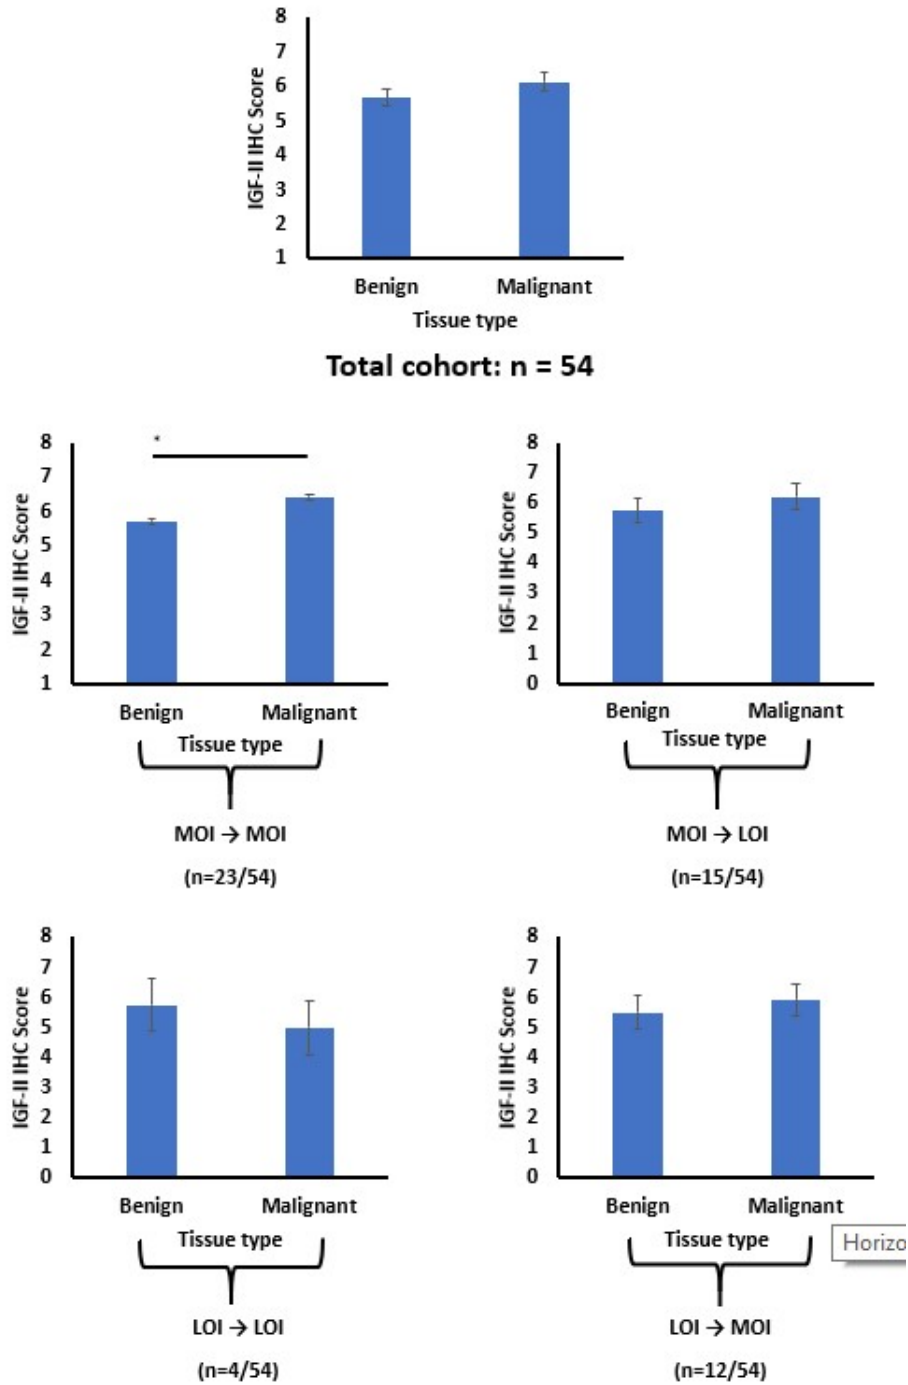 8
7
6
5
4
3
2
1
IGF-II IHC Score
Benign Malignant
Tissue type
Total cohort: n = 54
8
7
6
5
4
3
2
1
IGF-II IHC Score
*
Benign Malignant
Tissue type
MOI → MOI
(n=23/54)
8
7
6
5
4
3
2
1
0
IGF-II IHC Score
Benign Malignant
Tissue type
MOI → LOI
(n=15/54)
8
7
6
5
4
3
2
1
0
IGF-II IHC Score
Benign Malignant
Tissue type
LOI → LOI
(n=4/54)
8
7
6
5
4
3
2
1
0
IGF-II IHC Score
Benign Malignant
Tissue type
Horizo
LOI → MOI
(n=12/54)